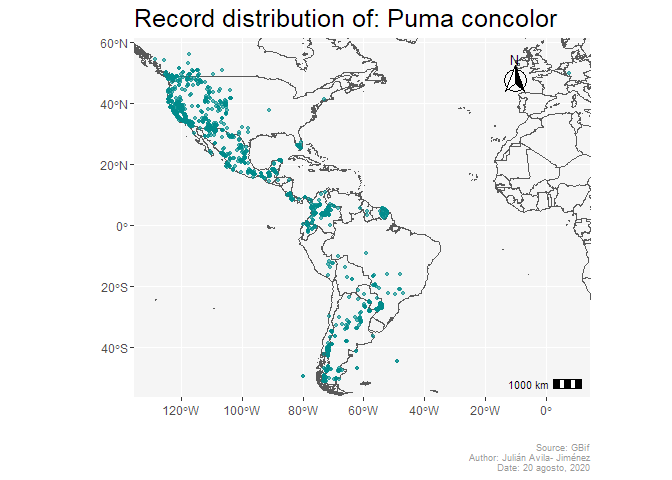 Record distribution of: Puma concolor
60°N
N
40°N
20°N
0°
20°S
40°S
1000 km
120°W
100°W
80°W
60°W
40°W
20°W
0°
Source: GBif
Author: Julián Avila- Jiménez
Date: 20 agosto, 2020